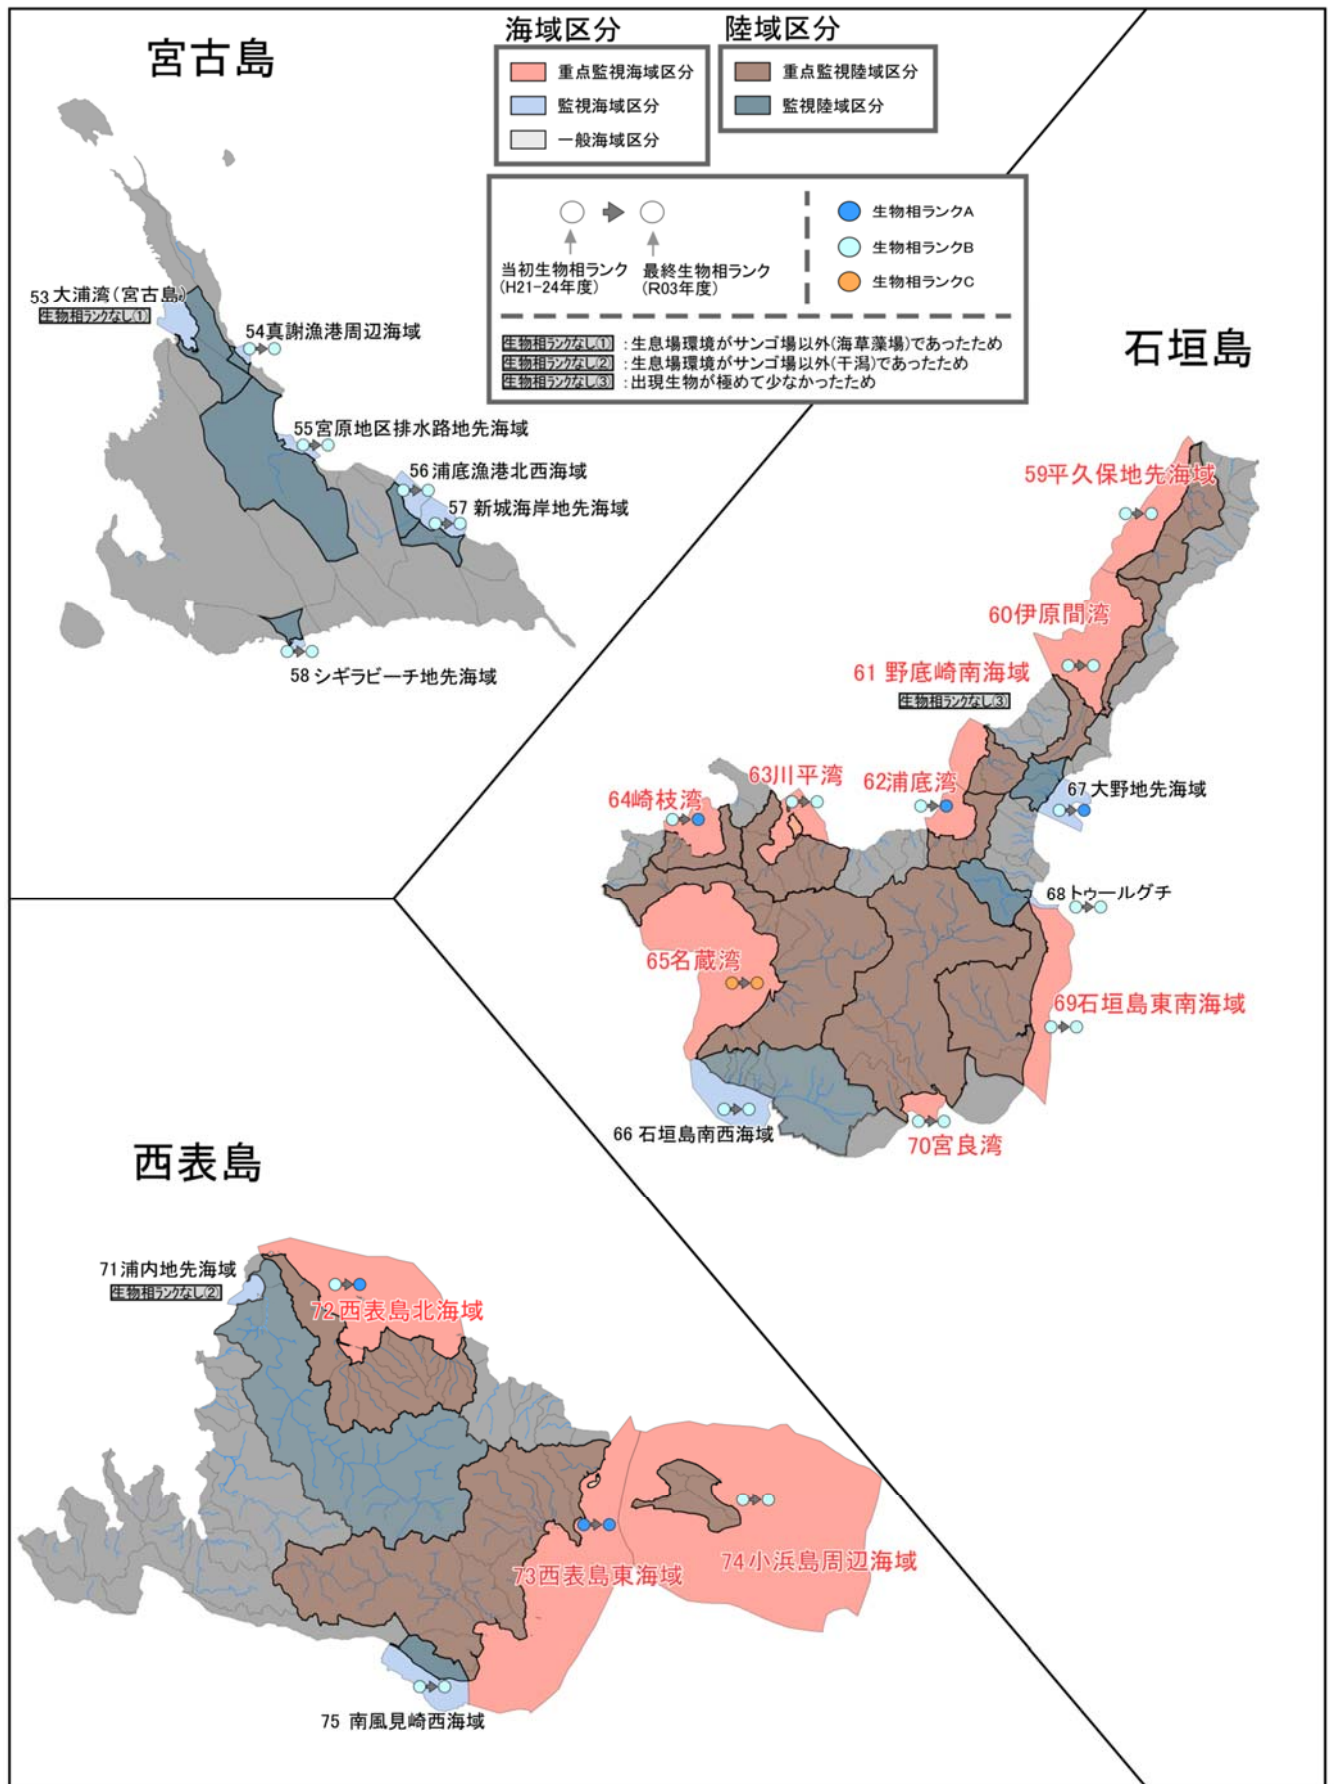 宮古島
海域区分
重点監視海域区分
監視海域区分
一般海域区分
陸域区分
重点監視陸域区分
監視陸域区分
当初生物相ランク
(H21-24年度)
最終生物相ランク
(R03年度)
生物相ランクA
生物相ランクB
生物相ランクC
生物相ランクなし① :生息場環境がサンゴ場以外(海草藻場)であったため
生物相ランクなし② :生息場環境がサンゴ場以外(干潟)であったため
生物相ランクなし③ :出現生物が極めて少なかったため
53 大浦湾(宮古島)
生物相ランクなし①
54真謝漁港周辺海域
55宮原地区排水路地先海域
56 浦底漁港北西海域
57 新城海岸地先海域
58 シギラビーチ地先海域
石垣島
59平久保地先海域
60伊原間湾
61 野底崎南海域
生物相ランクなし③
62浦底湾
63川平湾
64崎枝湾
65名蔵湾
66 石垣島南西海域
67 大野地先海域
68 トゥールグチ
69石垣島東南海域
70宮良湾
西表島
71 浦内地先海域
生物相ランクなし②
72西表島北海域
73西表島東海域
74小浜島周辺海域
75 南風見崎西海域